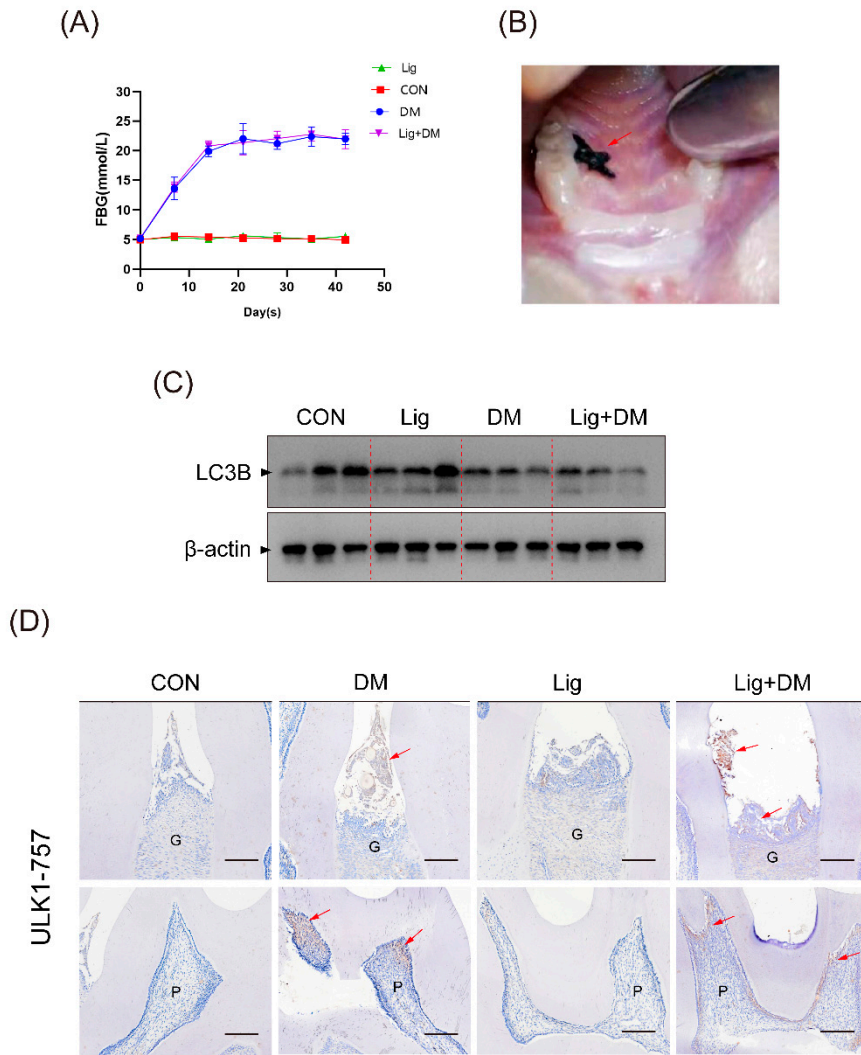 (A)
Lig
CON
DM
Lig+DM
FBG(mmol/L)
30
25
20
15
10
5
0
0 10 20 30 40 50
Day(s)
(B)
(C)
CON Lig DM Lig+DM
LC3B
β-actin
(D)
CON DM Lig Lig+DM
ULK1-757
G G G G
P P P P